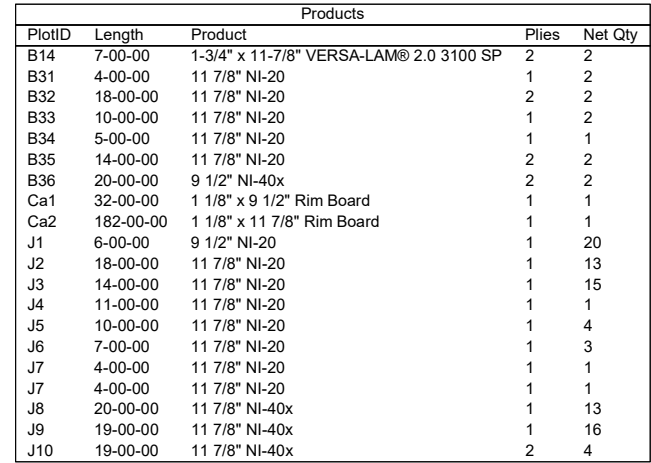 Products
PlotID Length Product Plies Net Qty
B14 7-00-00 1-3/4" x 11-7/8" VERSA-LAM® 2.0 3100 SP 2 2
B31 4-00-00 11 7/8" NI-20 1 2
B32 18-00-00 11 7/8" NI-20 2 2
B33 10-00-00 11 7/8" NI-20 1 2
B34 5-00-00 11 7/8" NI-20 1 1
B35 14-00-00 11 7/8" NI-20 2 2
B36 20-00-00 9 1/2" NI-40x 2 2
Ca1 32-00-00 1 1/8" x 9 1/2" Rim Board 1 1
Ca2 182-00-00 1 1/8" x 11 7/8" Rim Board 1 1
J1 6-00-00 9 1/2" NI-20 1 20
J2 18-00-00 11 7/8" NI-20 1 13
J3 14-00-00 11 7/8" NI-20 1 15
J4 11-00-00 11 7/8" NI-20 1 1
J5 10-00-00 11 7/8" NI-20 1 4
J6 7-00-00 11 7/8" NI-20 1 3
J7 4-00-00 11 7/8" NI-20 1 1
J7 4-00-00 11 7/8" NI-20 1 1
J8 20-00-00 11 7/8" NI-40x 1 13
J9 19-00-00 11 7/8" NI-40x 1 16
J10 19-00-00 11 7/8" NI-40x 2 4